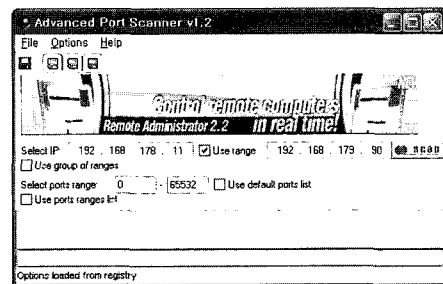 Advanced Port Scanner v1.2
File Options Help
Control remote computers
Remote Administrator 2.2 in real time!
Select IP: 192 . 168 178 . 11 Use range 192 . 168 . 179 . 90 scan
Use group of ranges
Select ports range: 0 - 65532 Use default ports list
Use ports ranges list
Options loaded from registry